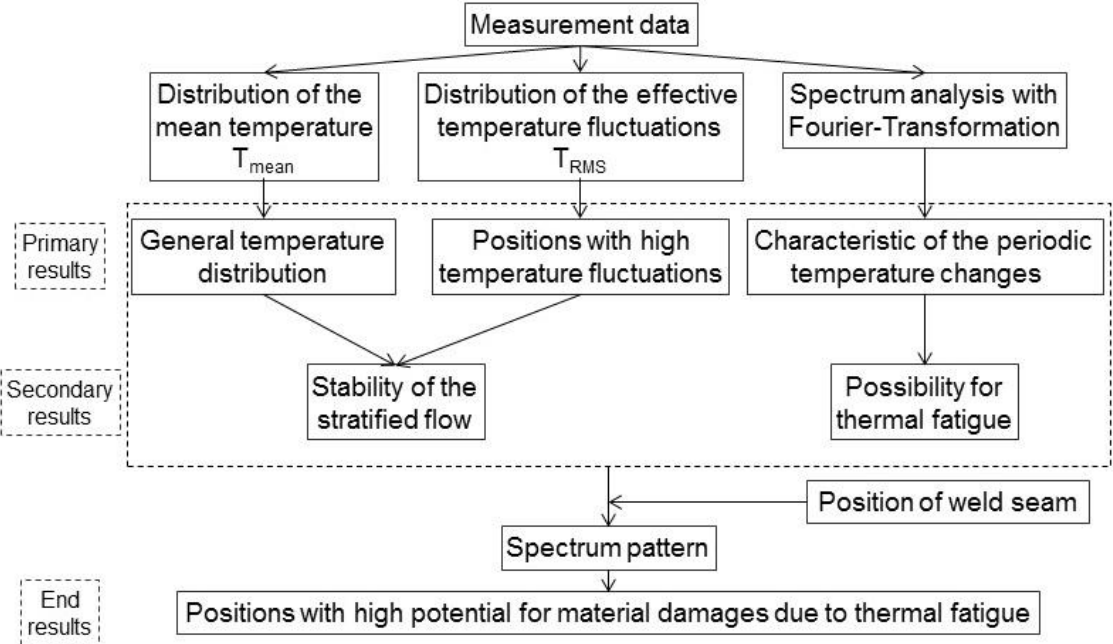 Measurement data
Distribution of the
mean temperature
Tmean
Distribution of the effective
temperature fluctuations
TRMS
Spectrum analysis with
Fourier-Transformation
Primary
results
General temperature
distribution
Positions with high
temperature fluctuations
Characteristic of the periodic
temperature changes
Secondary
results
Stability of the
stratified flow
Possibility for
thermal fatigue
Position of weld seam
Spectrum pattern
End
results
Positions with high potential for material damages due to thermal fatigue